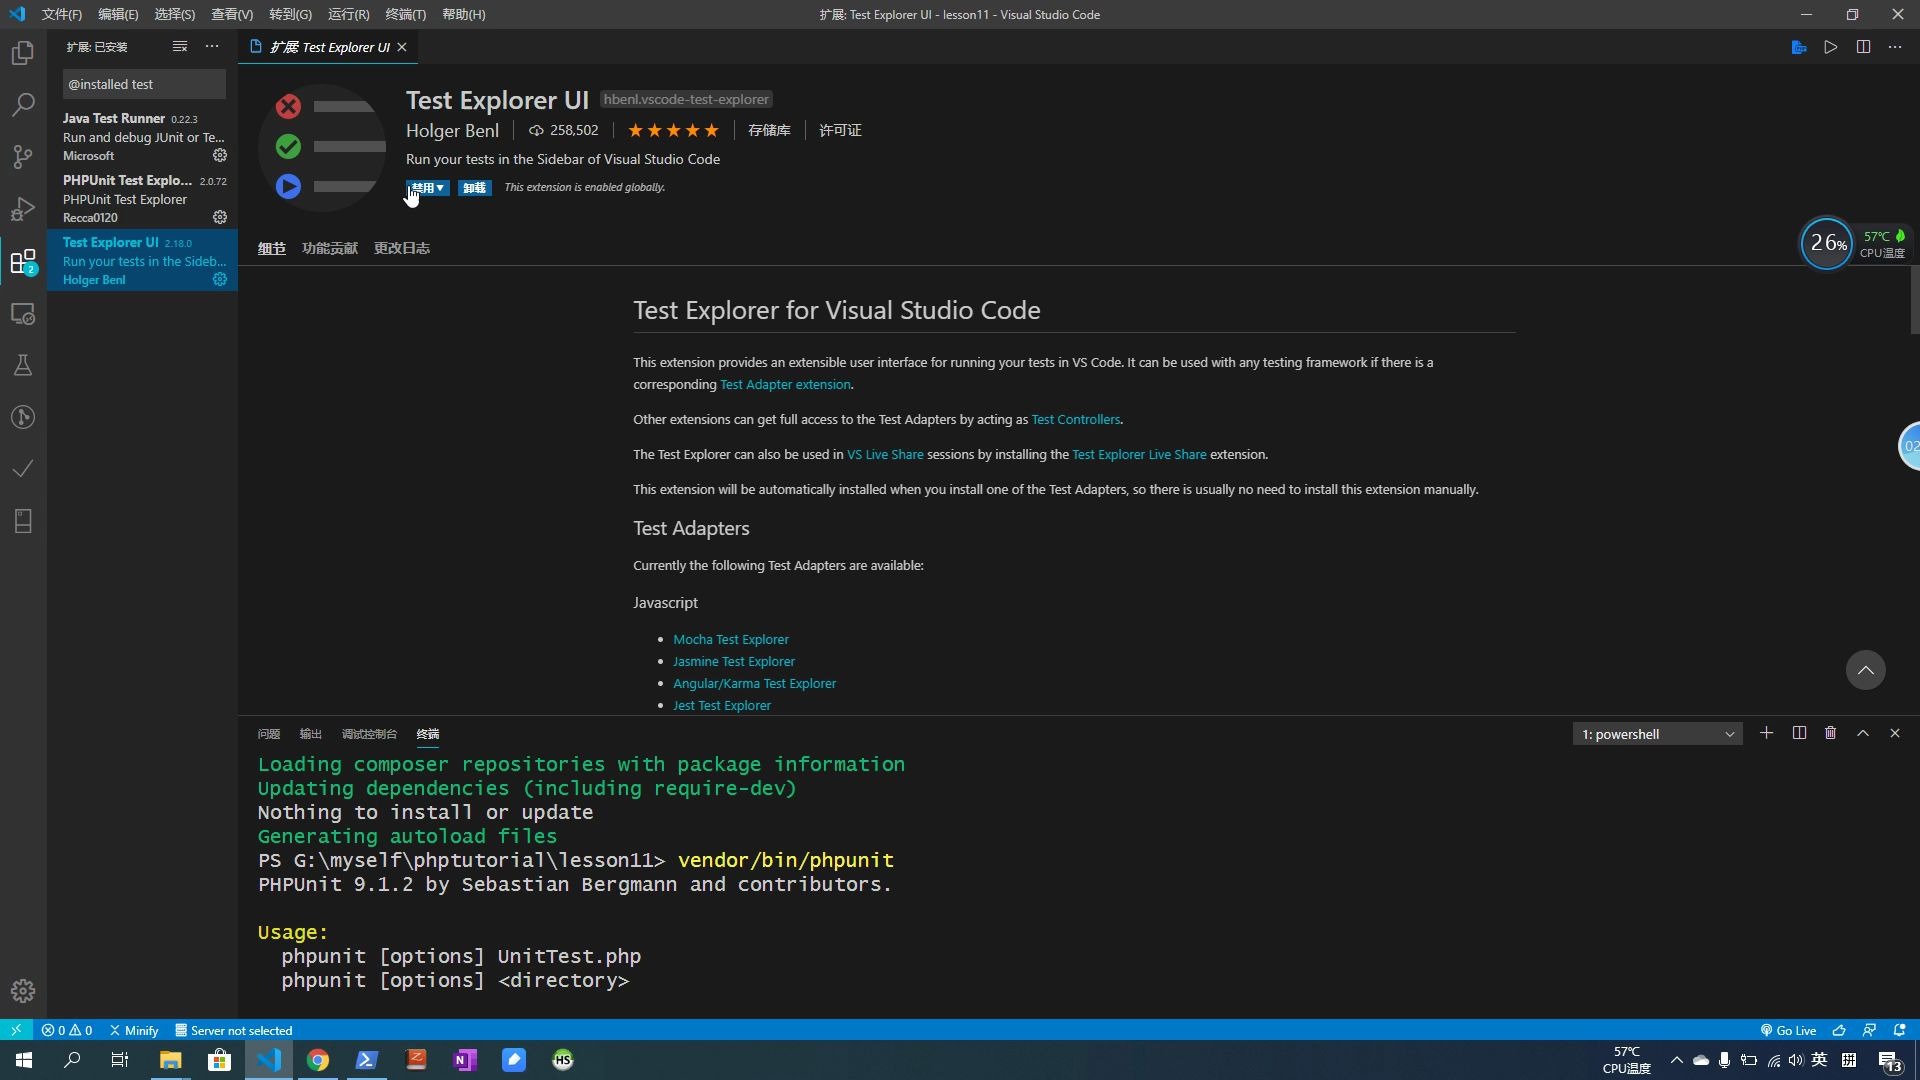 文件(F) 编辑(E) 选择(S) 查看(V) 转到(G) 运行(R) 终端(T) 帮助(H)
扩展: Test Explorer UI - lesson11 - Visual Studio Code
扩展: 已安装
扩展: Test Explorer UI
@installed test
Java Test Runner 0.22.3
Run and debug JUnit or Te...
Microsoft
PHPUnit Test Explo... 2.0.72
PHPUnit Test Explorer
Recca0120
Test Explorer UI 2.18.0
Run your tests in the Sideb...
Holger Benl
2
Test Explorer UI hbenl.vscode-test-explorer
Holger Benl 258,502 存储库 许可证
Run your tests in the Sidebar of Visual Studio Code
禁用 卸载 This extension is enabled globally.
细节 功能贡献 更改日志
26% 57℃
CPU温度
02
Test Explorer for Visual Studio Code
This extension provides an extensible user interface for running your tests in VS Code. It can be used with any testing framework if there is a
corresponding Test Adapter extension.
Other extensions can get full access to the Test Adapters by acting as Test Controllers.
The Test Explorer can also be used in VS Live Share sessions by installing the Test Explorer Live Share extension.
This extension will be automatically installed when you install one of the Test Adapters, so there is usually no need to install this extension manually.
Test Adapters
Currently the following Test Adapters are available:
Javascript
Mocha Test Explorer
Jasmine Test Explorer
Angular/Karma Test Explorer
Jest Test Explorer
问题 输出 调试控制台 终端
1: powershell
Loading composer repositories with package information
Updating dependencies (including require-dev)
Nothing to install or update
Generating autoload files
PS G:\myself\phptutorial\lesson11> vendor/bin/phpunit
PHPUnit 9.1.2 by Sebastian Bergmann and contributors.
Usage:
phpunit [options] UnitTest.php
phpunit [options] <directory>
0 0 Minify Server not selected
Go Live
HS
57℃
CPU温度
英 拼
13